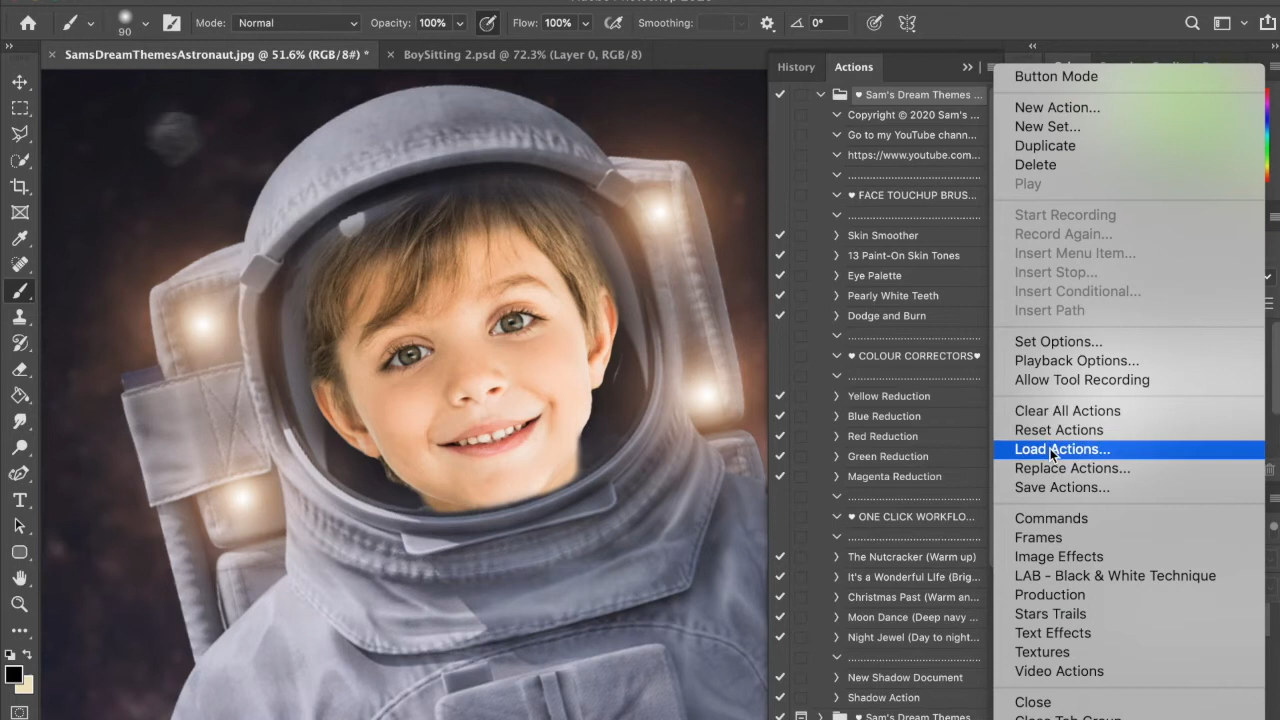 Mode: Normal Opacity: 100% Flow: 100% Smoothing: 0°
SamsDreamThemesAstronaut.jpg @ 51.6% (RGB/8#) *
BoySitting 2.psd @ 72.3% (Layer 0, RGB/8)
90
History Actions
♥ Sam's Dream Themes ...
Copyright © 2020 Sam's ...
Go to my YouTube chann...
https://www.youtube.com...
....................................
♥ FACE TOUCHUP BRUS...
....................................
Skin Smoother
13 Paint-On Skin Tones
Eye Palette
Pearly White Teeth
Dodge and Burn
....................................
♥ COLOUR CORRECTORS♥
....................................
Yellow Reduction
Blue Reduction
Red Reduction
Green Reduction
Magenta Reduction
....................................
♥ ONE CLICK WORKFLO...
....................................
The Nutcracker (Warm up)
It's a Wonderful LIfe (Brig...
Christmas Past (Warm an...
Moon Dance (Deep navy ...
Night Jewel (Day to night...
....................................
New Shadow Document
Shadow Action
♥ Sam's Dream Themes
Button Mode
New Action...
New Set...
Duplicate
Delete
Play
Start Recording
Record Again...
Insert Menu Item...
Insert Stop...
Insert Conditional...
Insert Path
Set Options...
Playback Options...
Allow Tool Recording
Clear All Actions
Reset Actions
Load Actions...
Replace Actions...
Save Actions...
Commands
Frames
Image Effects
LAB - Black & White Technique
Production
Stars Trails
Text Effects
Textures
Video Actions
Close
Close Tab Group